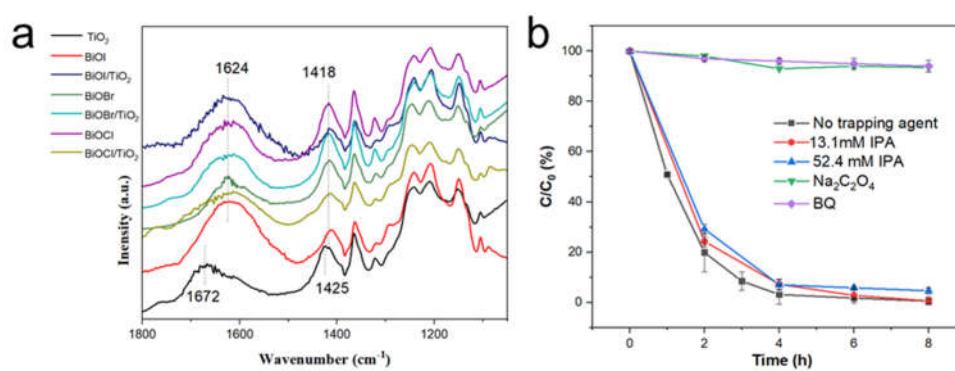 a
TiO₂
BiOI
BiOI/TiO₂
BiOBr
BiOBr/TiO₂
BiOCl
BiOCl/TiO₂
1624
1418
1672
1425
Inensity (a.u.)
1800
1600
1400
1200
Wavenumber (cm⁻¹)
b
100
80
60
40
20
0
C/C₀ (%)
No trapping agent
13.1mM IPA
52.4 mM IPA
Na₂C₂O₄
BQ
0
2
4
6
8
Time (h)